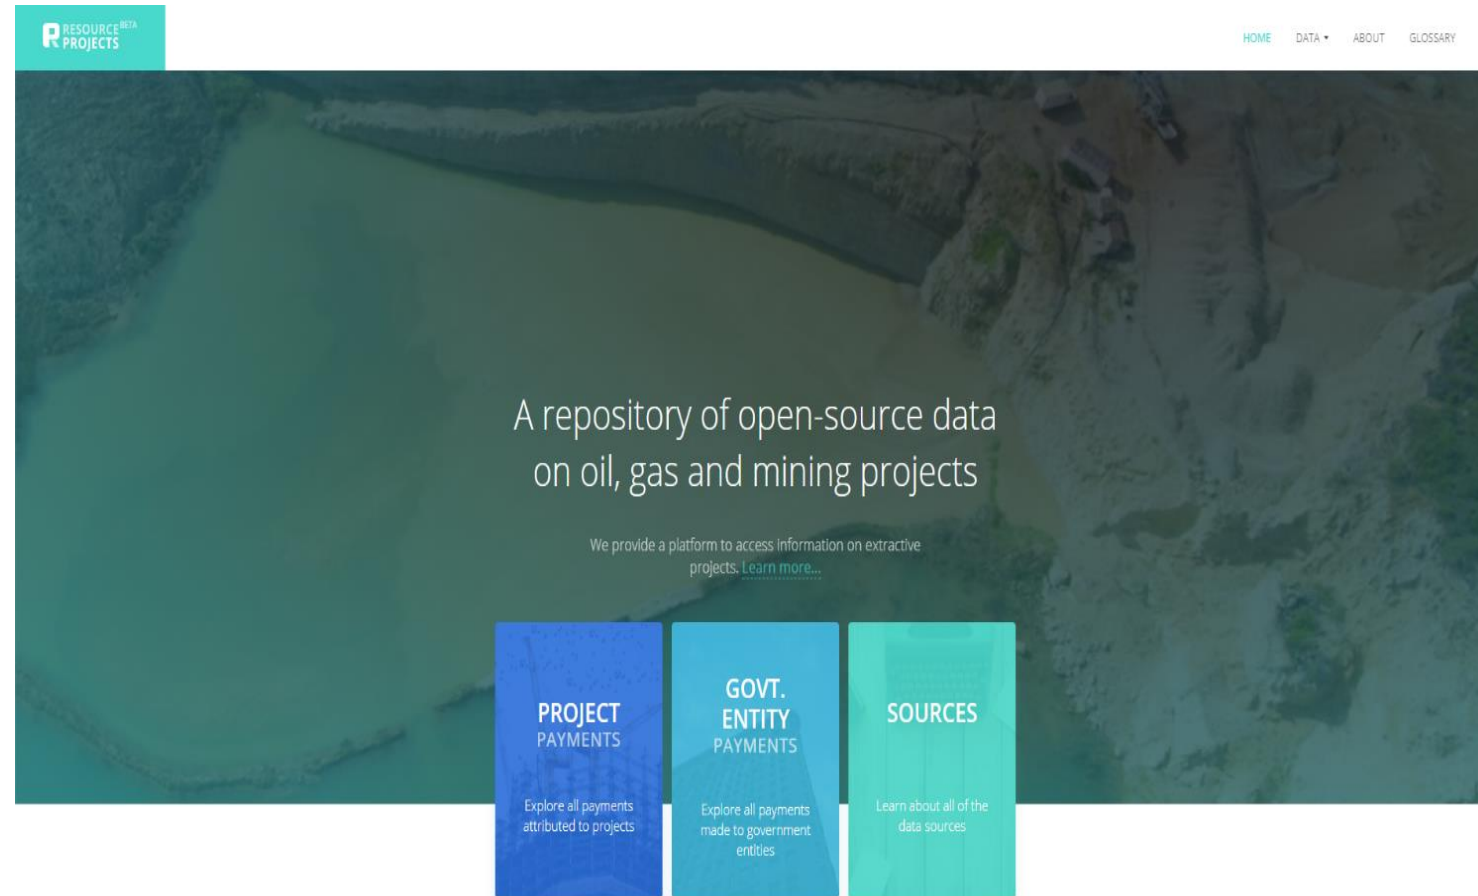 RESOURCE BETA
PROJECTS
HOME DATA ▾ ABOUT GLOSSARY
A repository of open-source data
on oil, gas and mining projects
We provide a platform to access information on extractive
projects. Learn more...
PROJECT
PAYMENTS
Explore all payments
attributed to projects
GOVT.
ENTITY
PAYMENTS
Explore all payments
made to government
entities
SOURCES
Learn about all of the
data sources